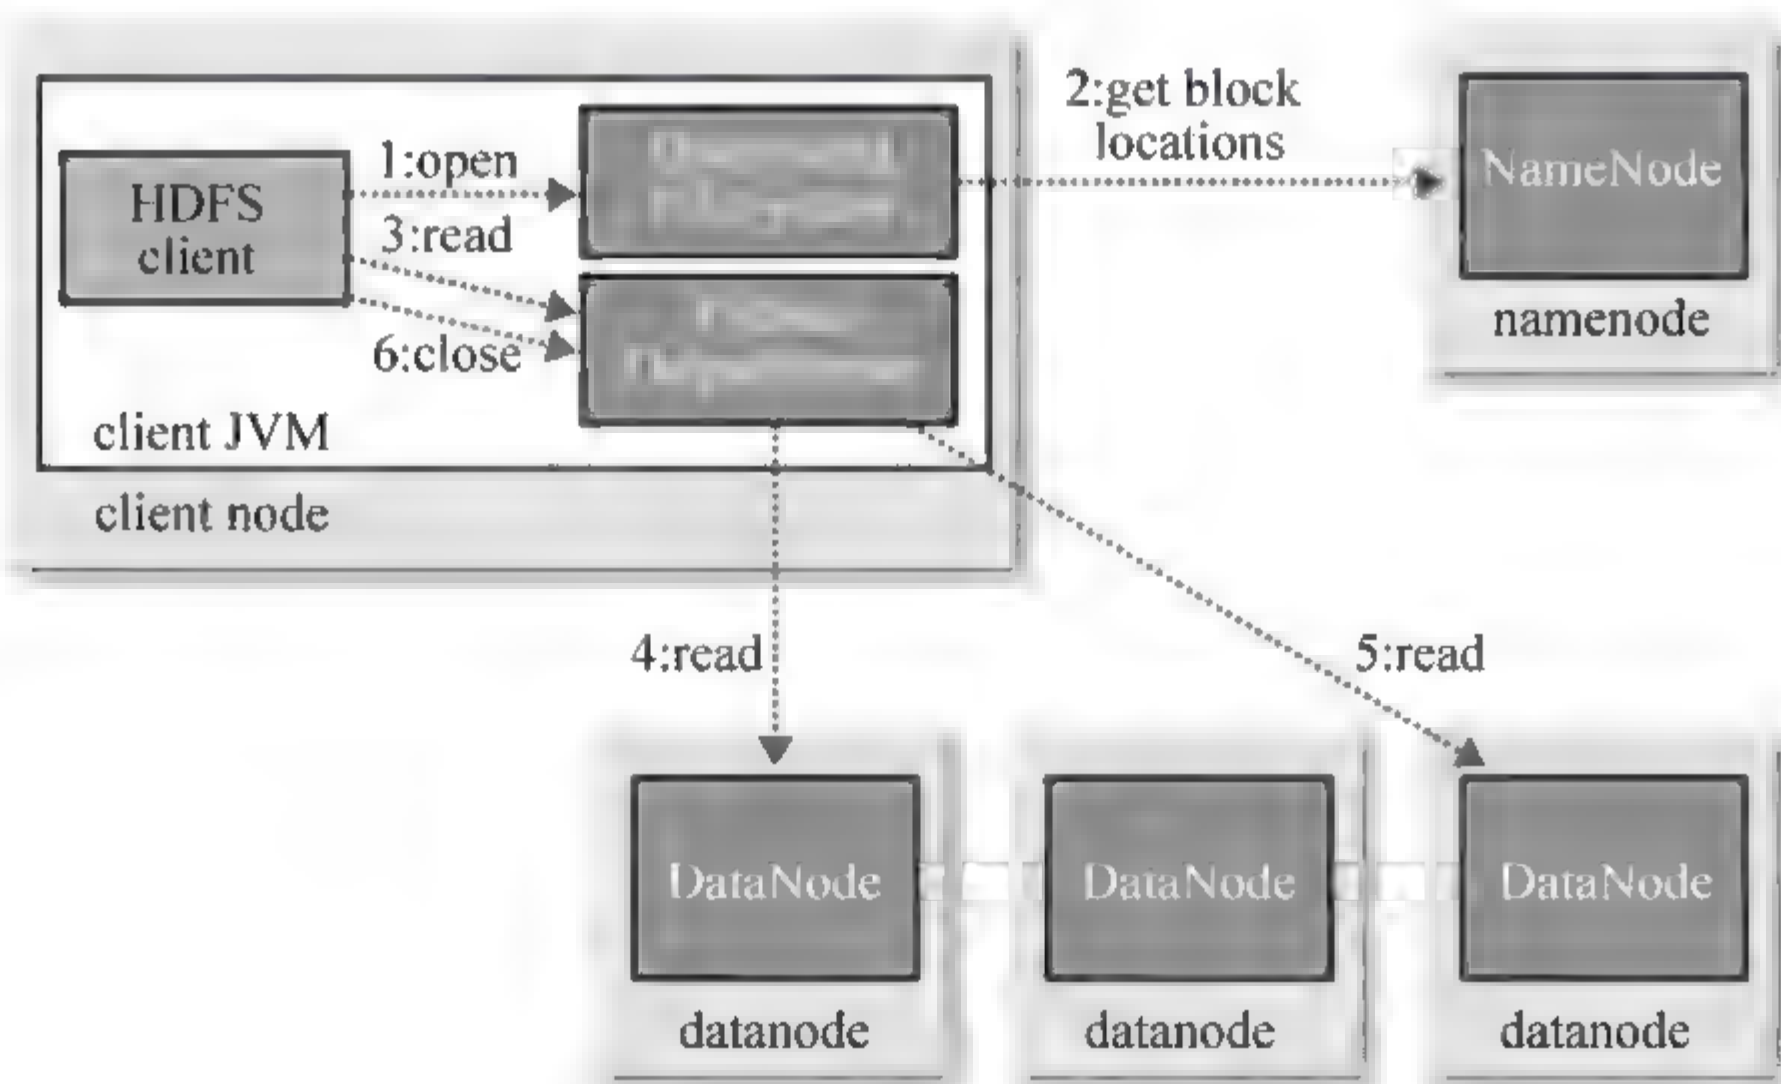 2:get block
locations
1:open
HDFS
client
3:read
6:close
NameNode
namenode
client JVM
client node
4:read
5:read
DataNode
DataNode
DataNode
datanode
datanode
datanode